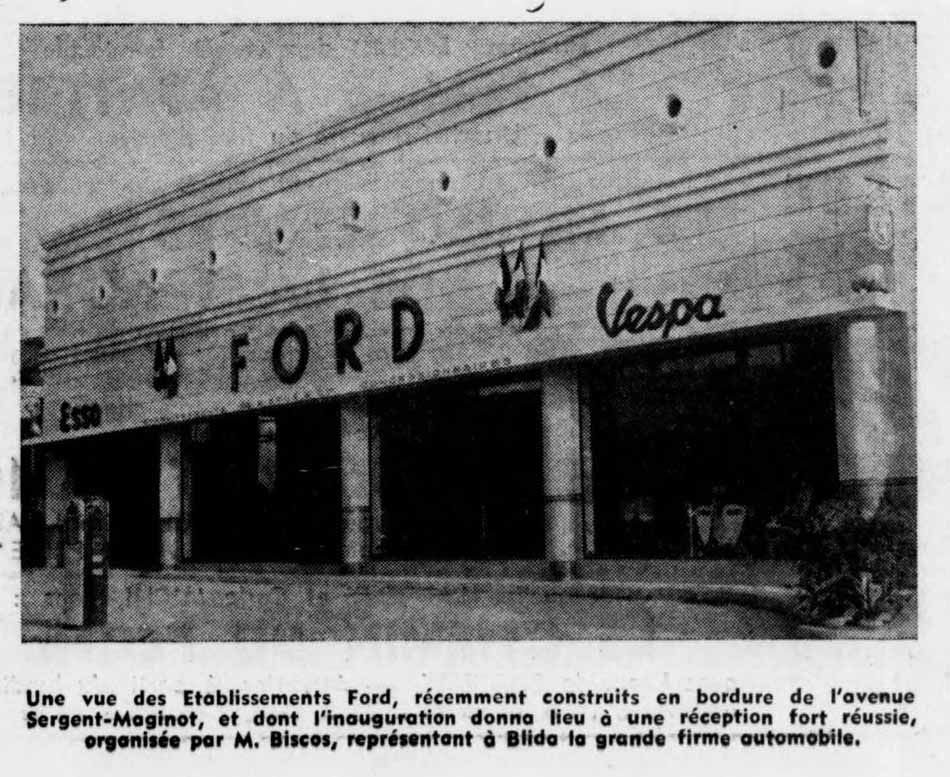 FORD
Vespa
Esso
Une vue des Etablissements Ford, récemment construits en bordure de l'avenue
Sergent-Maginot, et dont l'inauguration donna lieu à une réception fort réussie,
organisée par M. Biscos, représentant à Blida la grande firme automobile.